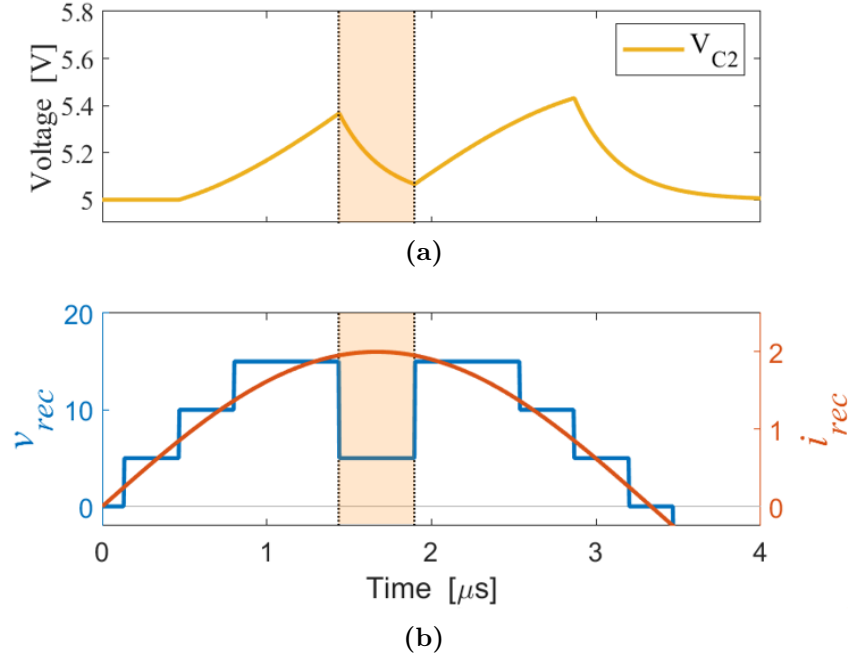 5.8
5.6
5.4
5.2
5
Voltage [V]
V_C2
(a)
20
10
0
v_rec
2
1
0
i_rec
0 1 2 3 4
Time [μs]
(b)